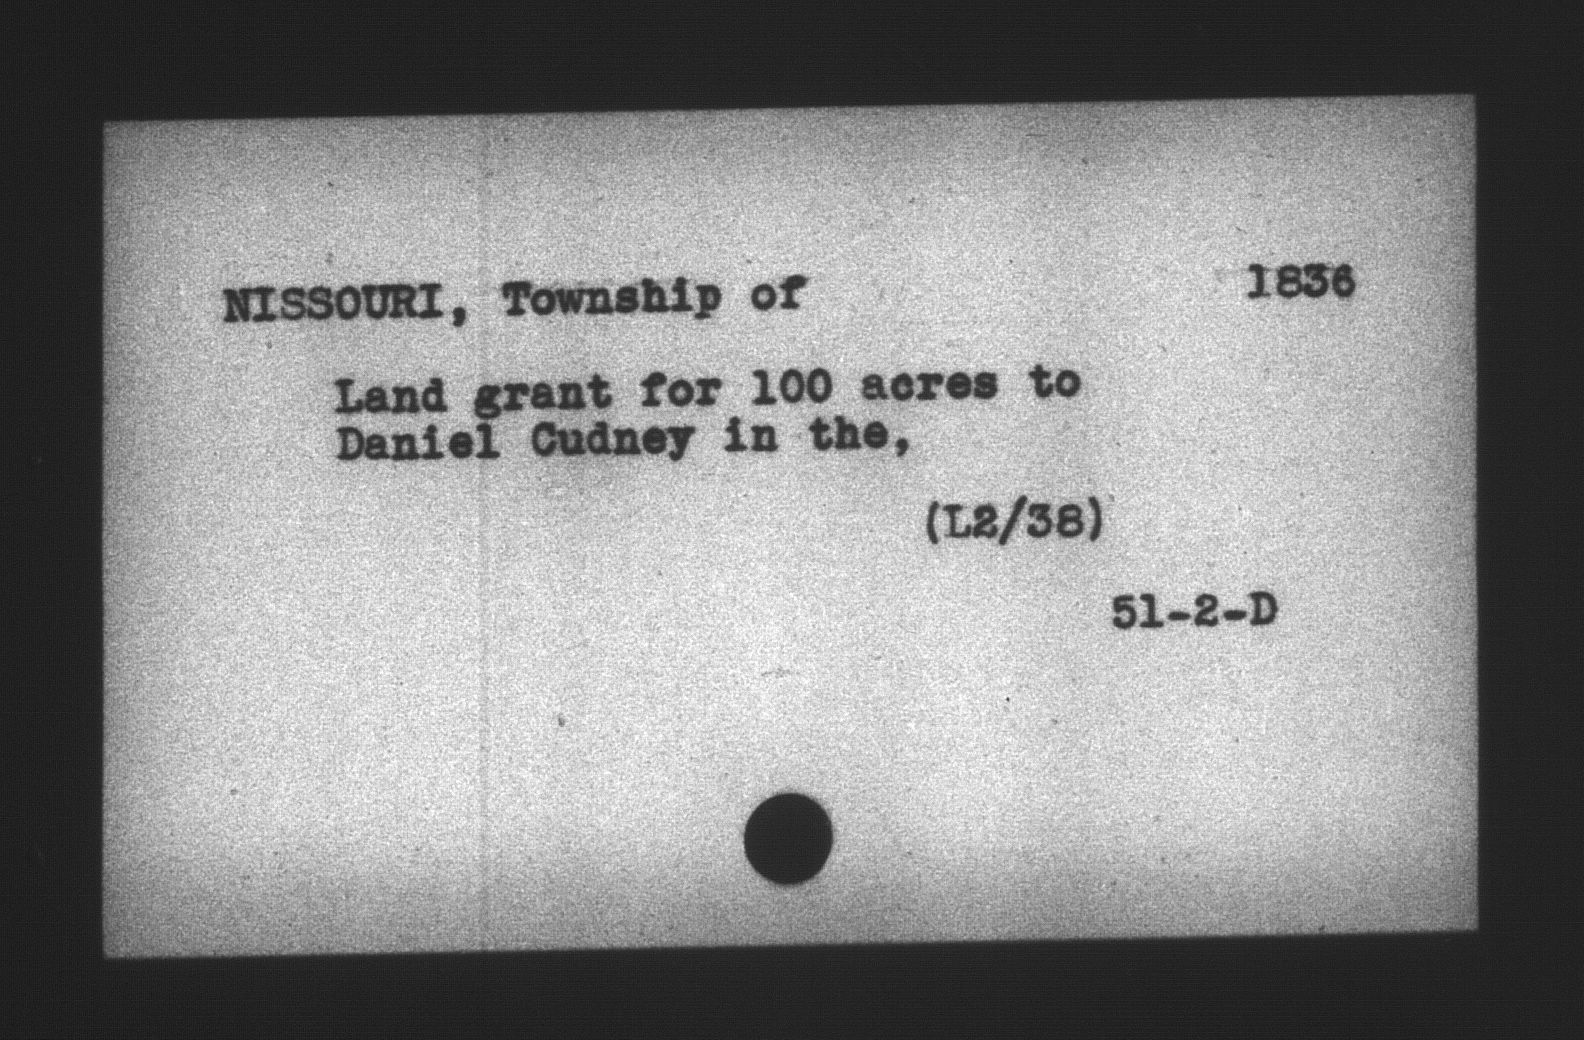 NISSOURI, Township of 1836
Land grant for 100 acres to
Daniel Cudney in the,
(L2/38)
51-2-D